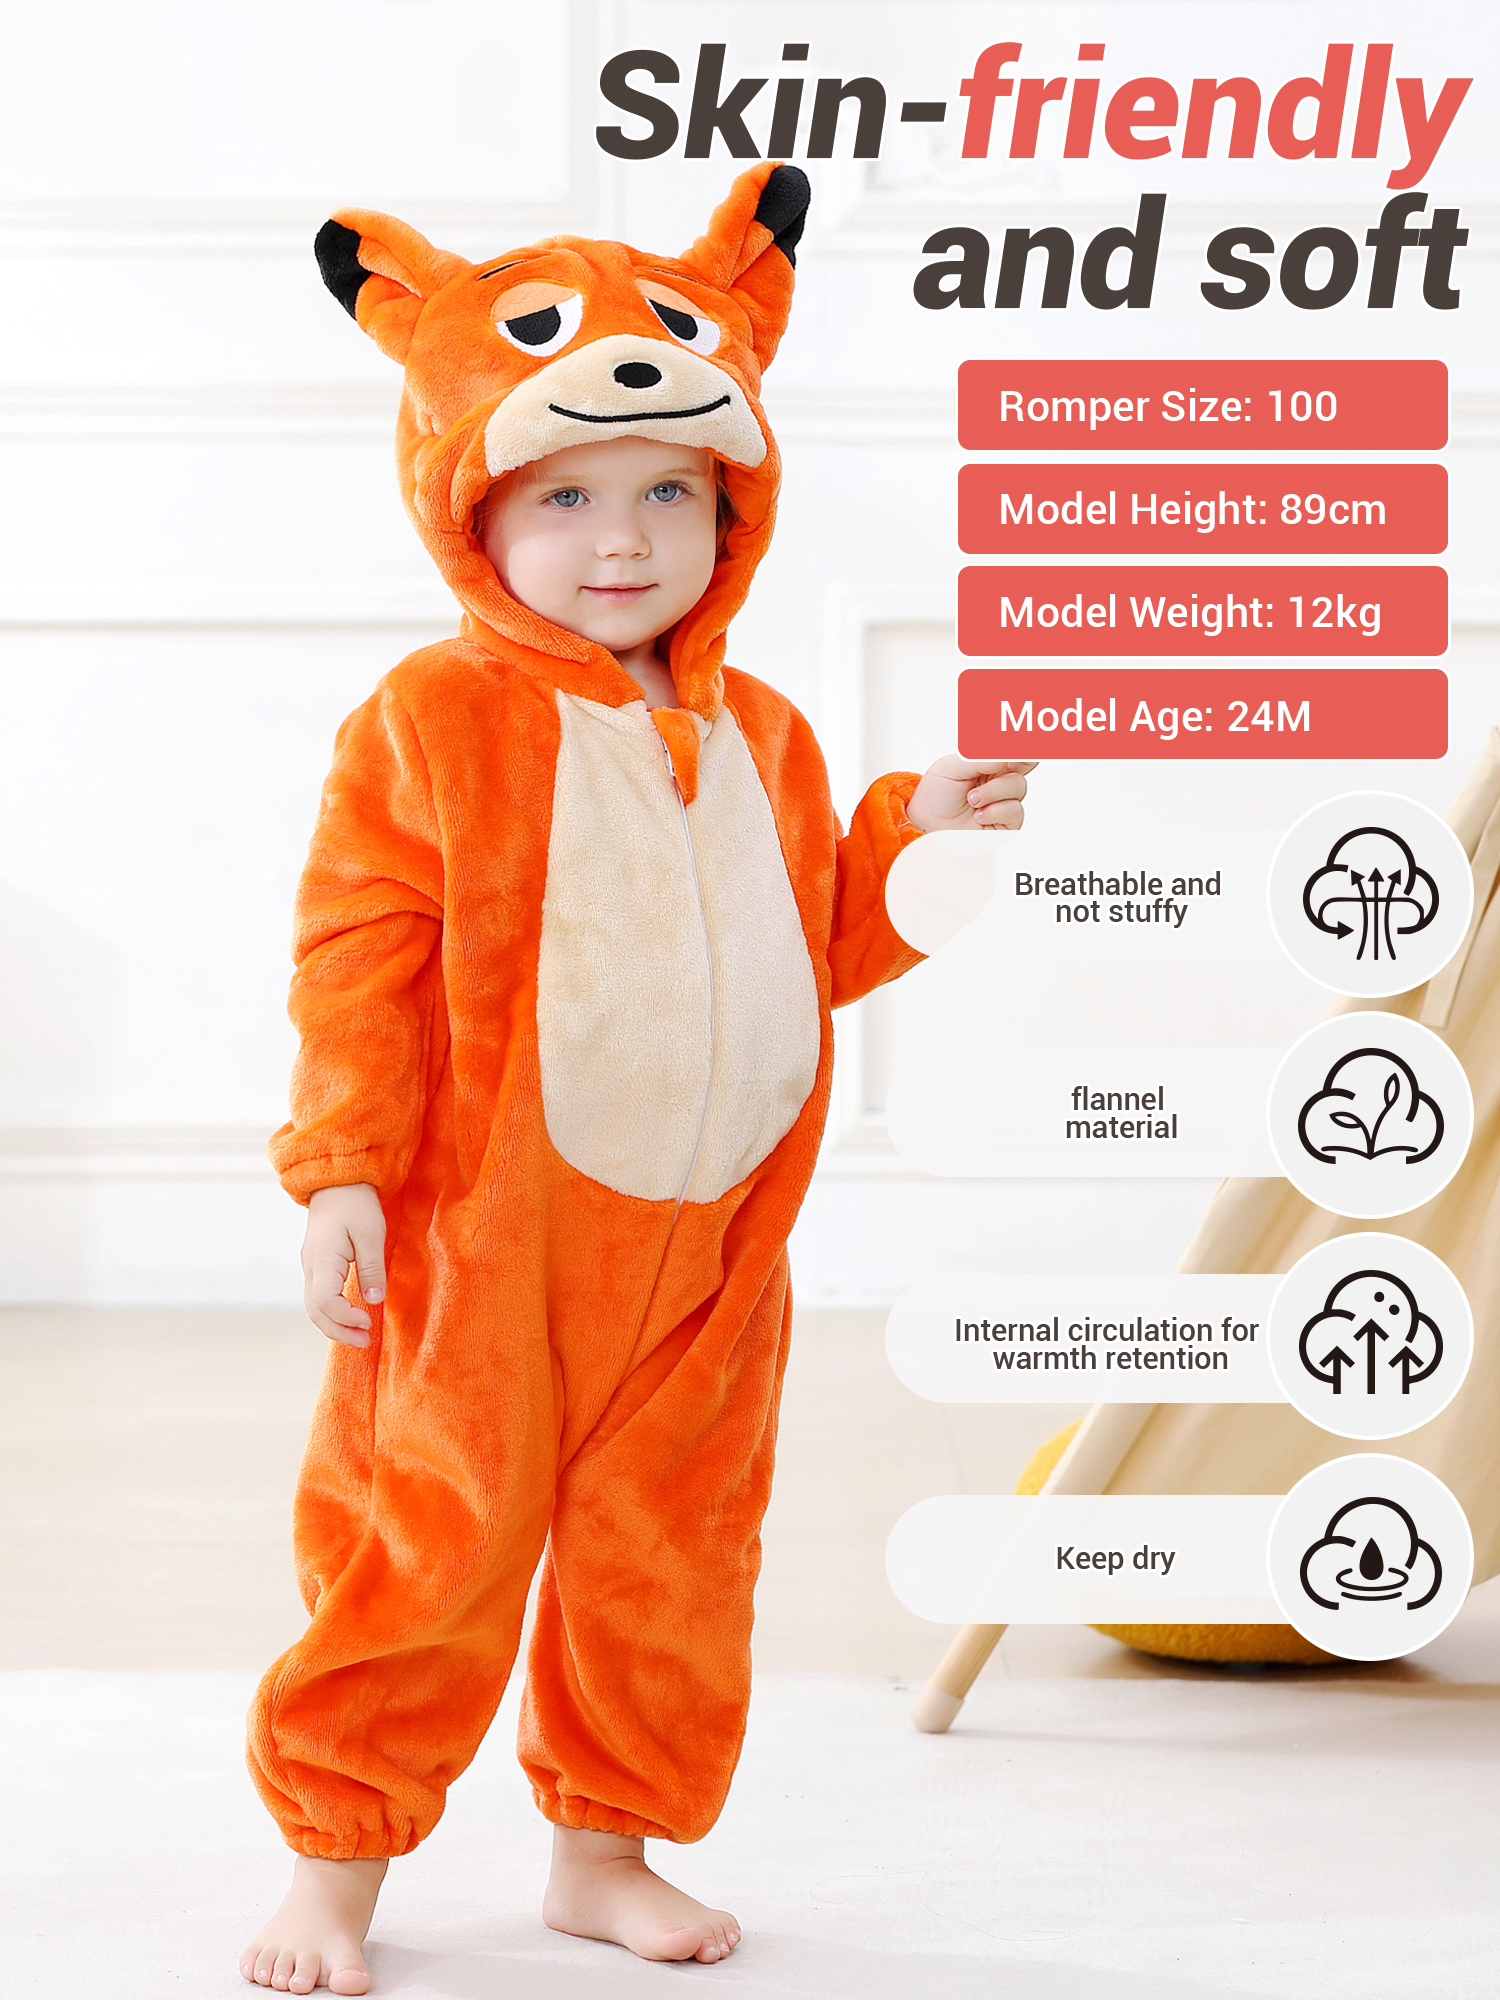 Skin-friendly
and soft
Romper Size: 100
Model Height: 89cm
Model Weight: 12kg
Model Age: 24M
Breathable and
not stuffy
flannel
material
Internal circulation for
warmth retention
Keep dry